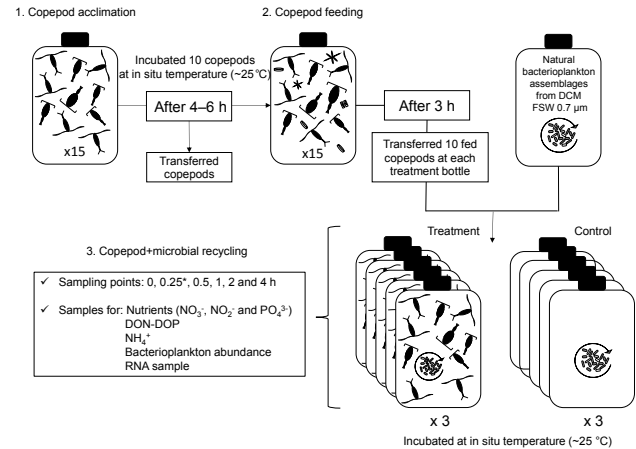 1. Copepod acclimation
2. Copepod feeding
Incubated 10 copepods
at in situ temperature (~25 °C)
After 4–6 h
Transferred
copepods
x15
x15
After 3 h
Transferred 10 fed
copepods at each
treatment bottle
Natural
bacterioplankton
assemblages
from DCM
FSW 0.7 µm
Treatment
Control
3. Copepod+microbial recycling
✓ Sampling points: 0, 0.25*, 0.5, 1, 2 and 4 h
✓ Samples for: Nutrients (NO₃⁻, NO₂⁻ and PO₄³⁻)
DON-DOP
NH₄⁺
Bacterioplankton abundance
RNA sample
x 3
x 3
Incubated at in situ temperature (~25 °C)